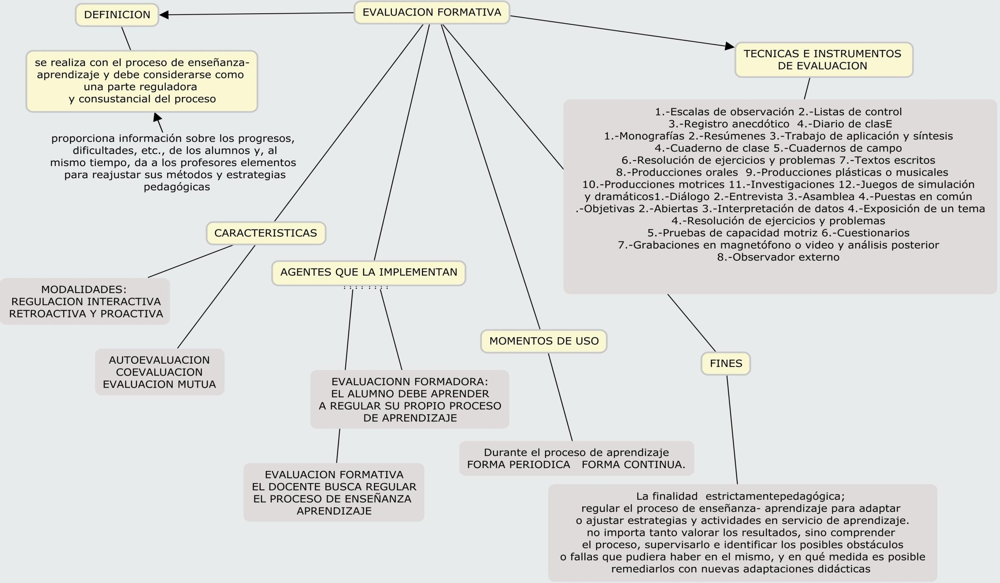 EVALUACION FORMATIVA
DEFINICION
se realiza con el proceso de enseñanza-
aprendizaje y debe considerarse como
una parte reguladora
y consustancial del proceso
proporciona información sobre los progresos,
dificultades, etc., de los alumnos y, al
mismo tiempo, da a los profesores elementos
para reajustar sus métodos y estrategias
pedagógicas
TECNICAS E INSTRUMENTOS
DE EVALUACION
1.-Escalas de observación 2.-Listas de control
3.-Registro anecdótico  4.-Diario de clasE
1.-Monografías 2.-Resúmenes 3.-Trabajo de aplicación y síntesis
4.-Cuaderno de clase 5.-Cuadernos de campo
6.-Resolución de ejercicios y problemas 7.-Textos escritos
8.-Producciones orales  9.-Producciones plásticas o musicales
10.-Producciones motrices 11.-Investigaciones 12.-Juegos de simulación
y dramáticos1.-Diálogo 2.-Entrevista 3.-Asamblea 4.-Puestas en común
.-Objetivas 2.-Abiertas 3.-Interpretación de datos 4.-Exposición de un tema
4.-Resolución de ejercicios y problemas
5.-Pruebas de capacidad motriz 6.-Cuestionarios
7.-Grabaciones en magnetófono o video y análisis posterior
8.-Observador externo
CARACTERISTICAS
MODALIDADES:
REGULACION INTERACTIVA
RETROACTIVA Y PROACTIVA
AUTOEVALUACION
COEVALUACION
EVALUACION MUTUA
AGENTES QUE LA IMPLEMENTAN
EVALUACIONN FORMADORA:
EL ALUMNO DEBE APRENDER
A REGULAR SU PROPIO PROCESO
DE APRENDIZAJE
EVALUACION FORMATIVA
EL DOCENTE BUSCA REGULAR
EL PROCESO DE ENSEÑANZA
APRENDIZAJE
MOMENTOS DE USO
Durante el proceso de aprendizaje
FORMA PERIODICA   FORMA CONTINUA.
FINES
La finalidad  estrictamentepedagógica;
regular el proceso de enseñanza- aprendizaje para adaptar
o ajustar estrategias y actividades en servicio de aprendizaje.
no importa tanto valorar los resultados, sino comprender
el proceso, supervisarlo e identificar los posibles obstáculos
o fallas que pudiera haber en el mismo, y en qué medida es posible
remediarlos con nuevas adaptaciones didácticas